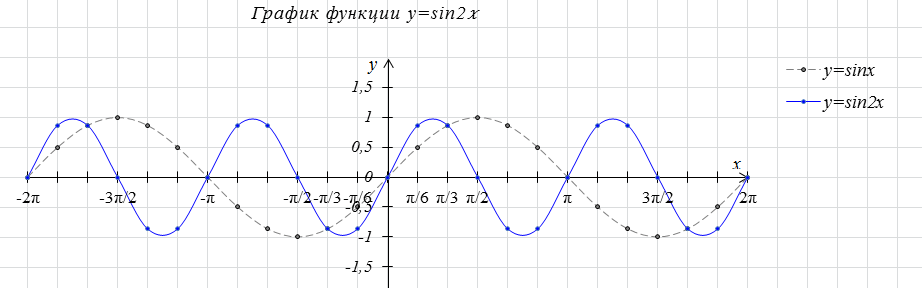 График функции y=sin2x
y
y=sinx
1,5
y=sin2x
1
0,5
x
0
-2π -3π/2 -π -π/2 -π/3 -π/6 π/6 π/3 π/2 π 3π/2 2π
-0,5
-1
-1,5